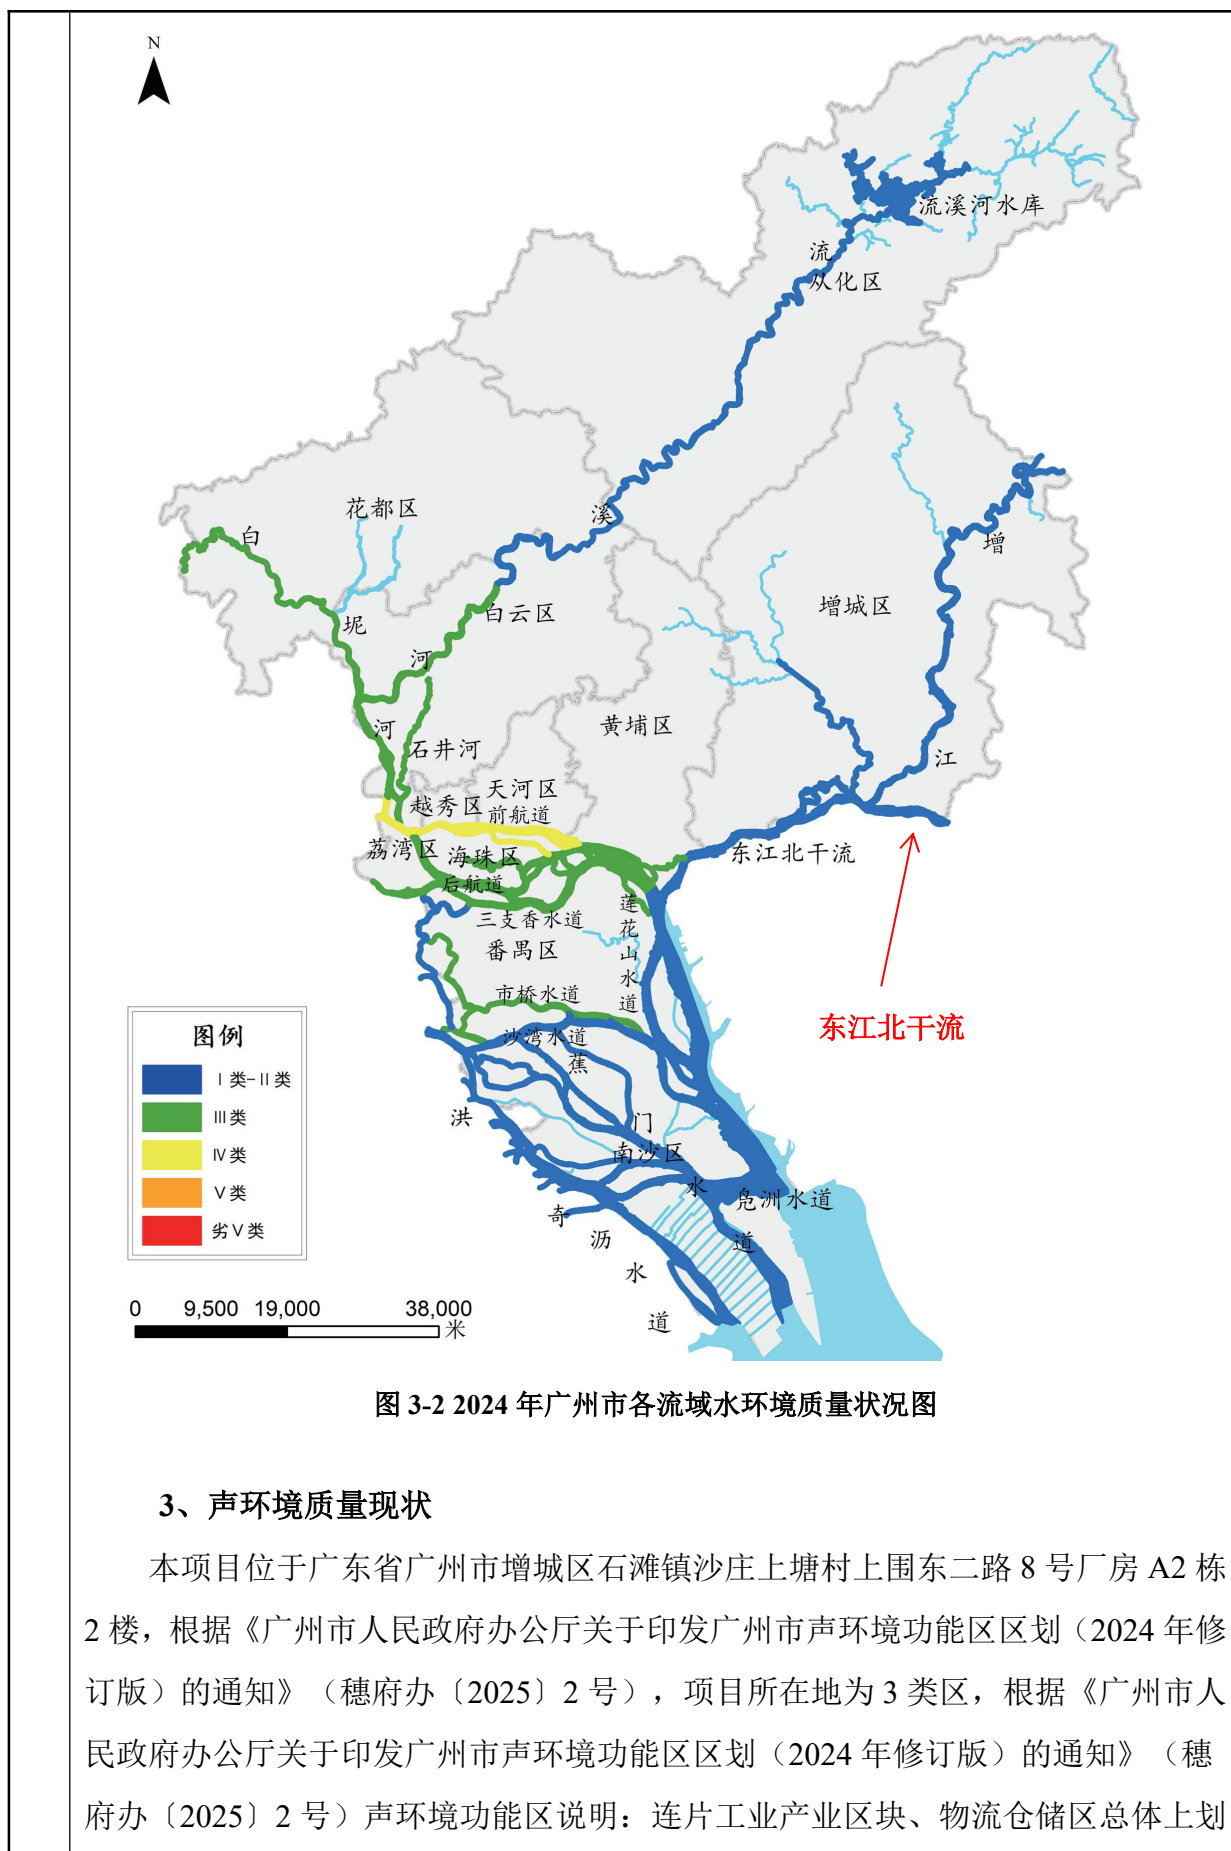 N
流溪河水库
流
从化区
花都区
溪
白
增
坭
白云区
增城区
河
黄埔区
河
石井河
江
天河区
越秀区
前航道
荔湾区
海珠区
东江北干流
后航道
莲花山水道
三支香水道
番禺区
市桥水道
东江北干流
沙湾水道
蕉
图例
Ⅰ类-Ⅱ类
洪
门
Ⅲ类
南沙区
Ⅳ类
水
凫洲水道
Ⅴ类
奇
道
劣Ⅴ类
沥
水
道
0 9,500 19,000 38,000
米
图 3-2 2024 年广州市各流域水环境质量状况图
3、声环境质量现状
本项目位于广东省广州市增城区石滩镇沙庄上塘村上围东二路 8 号厂房 A2 栋
2 楼，根据《广州市人民政府办公厅关于印发广州市声环境功能区区划（2024 年修
订版）的通知》（穗府办〔2025〕2 号），项目所在地为 3 类区，根据《广州市人
民政府办公厅关于印发广州市声环境功能区区划（2024 年修订版）的通知》（穗
府办〔2025〕2 号）声环境功能区说明：连片工业产业区块、物流仓储区总体上划